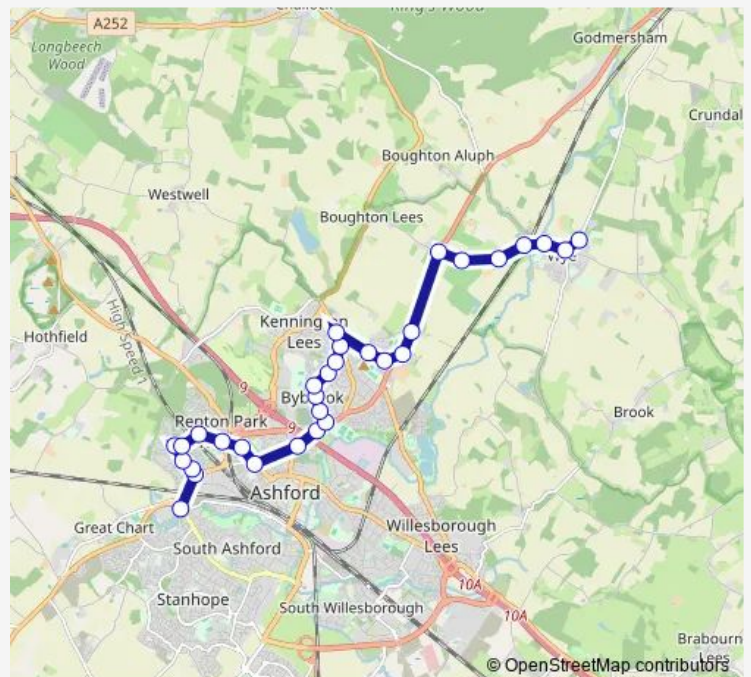 King's Wood
A252
Longbeech
Wood
Godmersham
Crundal
Boughton Aluph
Westwell
Boughton Lees
Wye
High Speed 1
Kennington
Lees
Hothfield
9
Bybrook
Renton Park
9
Brook
Ashford
Great Chart
South Ashford
Willesborough
Lees
10A
Stanhope
South Willesborough
10A
Brabourn
Lees
© OpenStreetMap contributors